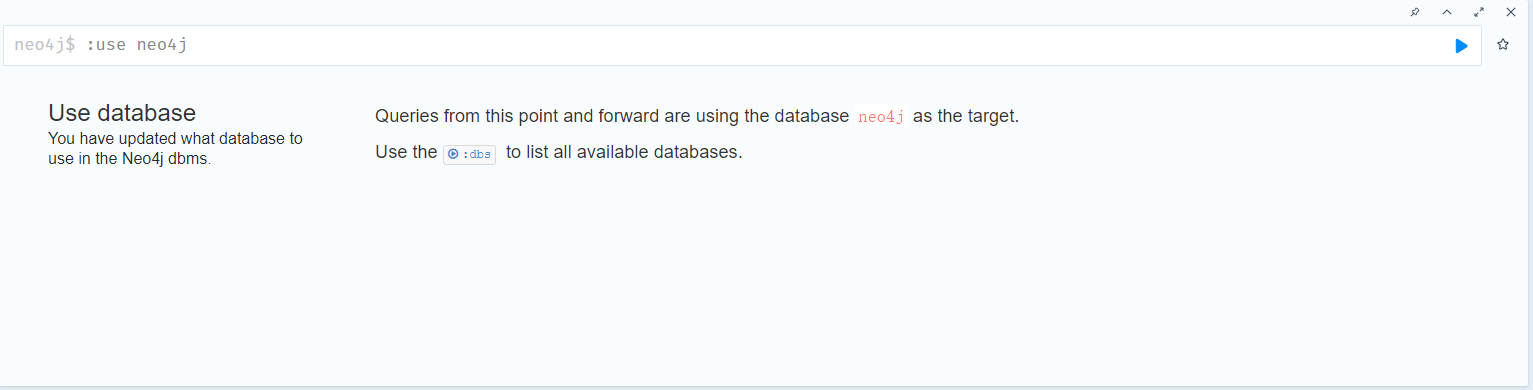 neo4j$ :use neo4j
Use database
You have updated what database to
use in the Neo4j dbms.
Queries from this point and forward are using the database neo4j as the target.
Use the :dbs to list all available databases.